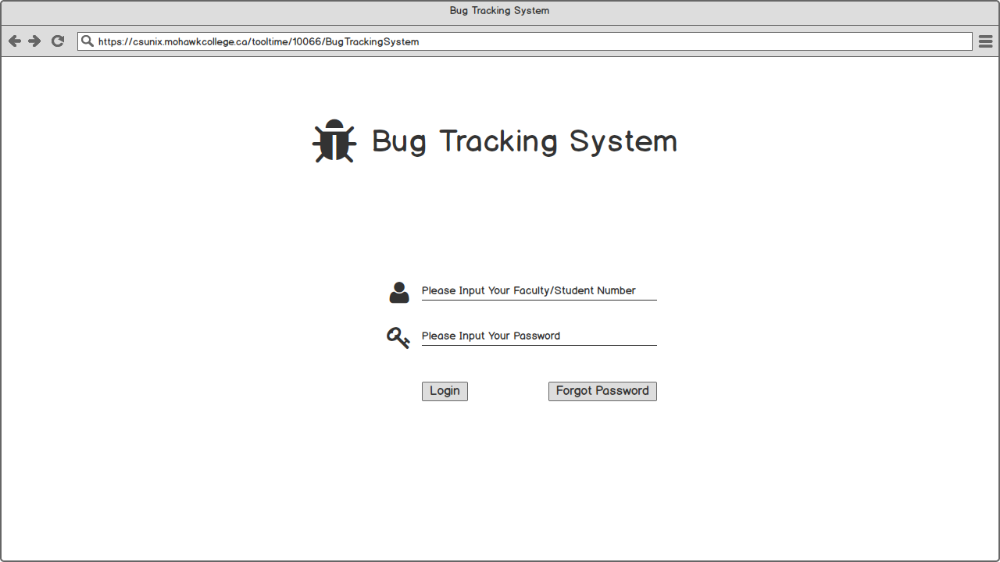 Bug Tracking System
https://csunix.mohawkcollege.ca/tooltime/10066/BugTrackingSystem
Bug Tracking System
Please Input Your Faculty/Student Number
Please Input Your Password
Login Forgot Password